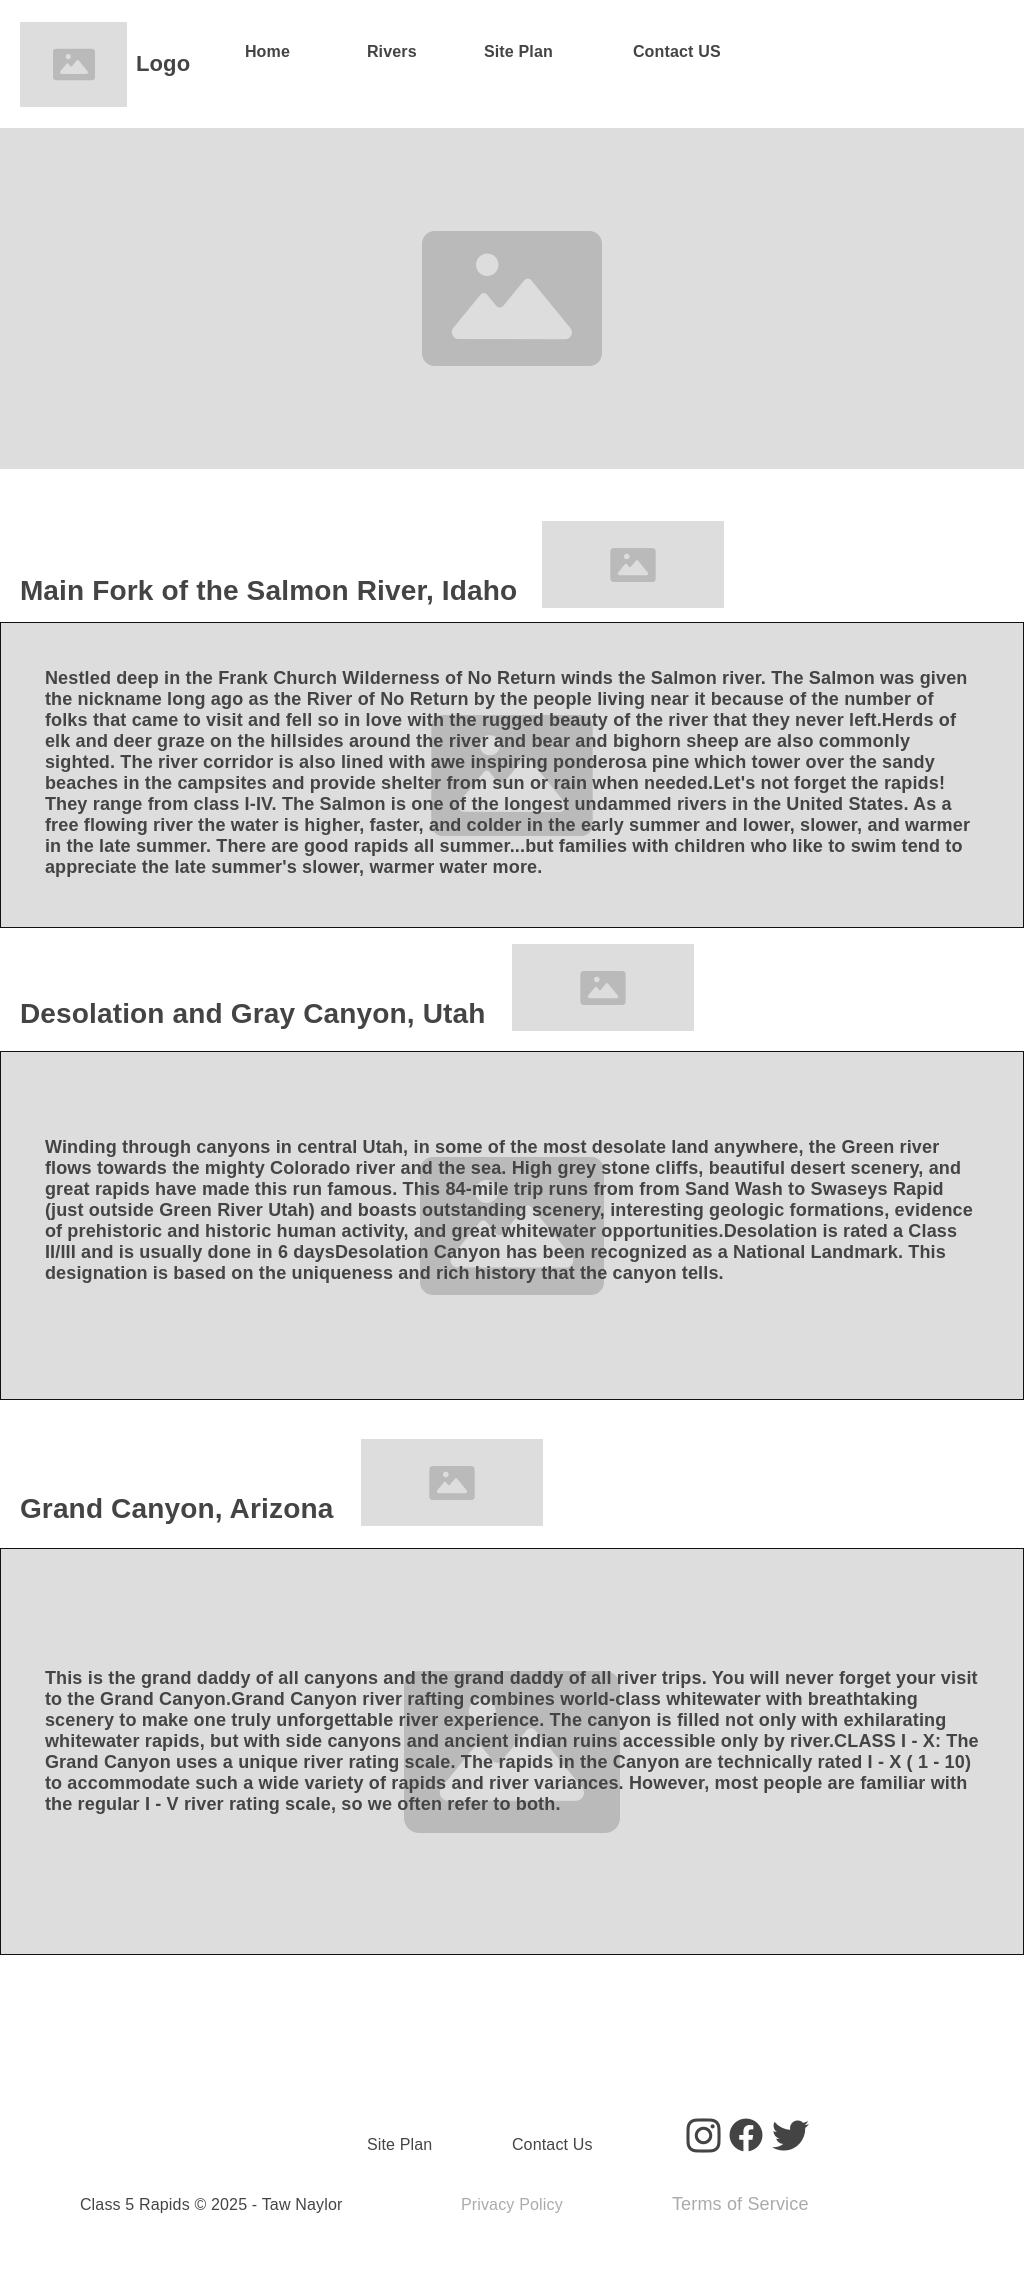 Logo
Home
Rivers
Site Plan
Contact US
Main Fork of the Salmon River, Idaho
Nestled deep in the Frank Church Wilderness of No Return winds the Salmon river. The Salmon was given
the nickname long ago as the River of No Return by the people living near it because of the number of
folks that came to visit and fell so in love with the rugged beauty of the river that they never left.Herds of
elk and deer graze on the hillsides around the river and bear and bighorn sheep are also commonly
sighted. The river corridor is also lined with awe inspiring ponderosa pine which tower over the sandy
beaches in the campsites and provide shelter from sun or rain when needed.Let's not forget the rapids!
They range from class I-IV. The Salmon is one of the longest undammed rivers in the United States. As a
free flowing river the water is higher, faster, and colder in the early summer and lower, slower, and warmer
in the late summer. There are good rapids all summer...but families with children who like to swim tend to
appreciate the late summer's slower, warmer water more.
Desolation and Gray Canyon, Utah
Winding through canyons in central Utah, in some of the most desolate land anywhere, the Green river
flows towards the mighty Colorado river and the sea. High grey stone cliffs, beautiful desert scenery, and
great rapids have made this run famous. This 84-mile trip runs from from Sand Wash to Swaseys Rapid
(just outside Green River Utah) and boasts outstanding scenery, interesting geologic formations, evidence
of prehistoric and historic human activity, and great whitewater opportunities.Desolation is rated a Class
II/III and is usually done in 6 daysDesolation Canyon has been recognized as a National Landmark. This
designation is based on the uniqueness and rich history that the canyon tells.
Grand Canyon, Arizona
This is the grand daddy of all canyons and the grand daddy of all river trips. You will never forget your visit
to the Grand Canyon.Grand Canyon river rafting combines world-class whitewater with breathtaking
scenery to make one truly unforgettable river experience. The canyon is filled not only with exhilarating
whitewater rapids, but with side canyons and ancient indian ruins accessible only by river.CLASS I - X: The
Grand Canyon uses a unique river rating scale. The rapids in the Canyon are technically rated I - X ( 1 - 10)
to accommodate such a wide variety of rapids and river variances. However, most people are familiar with
the regular I - V river rating scale, so we often refer to both.
Site Plan
Contact Us
Class 5 Rapids © 2025 - Taw Naylor
Privacy Policy
Terms of Service